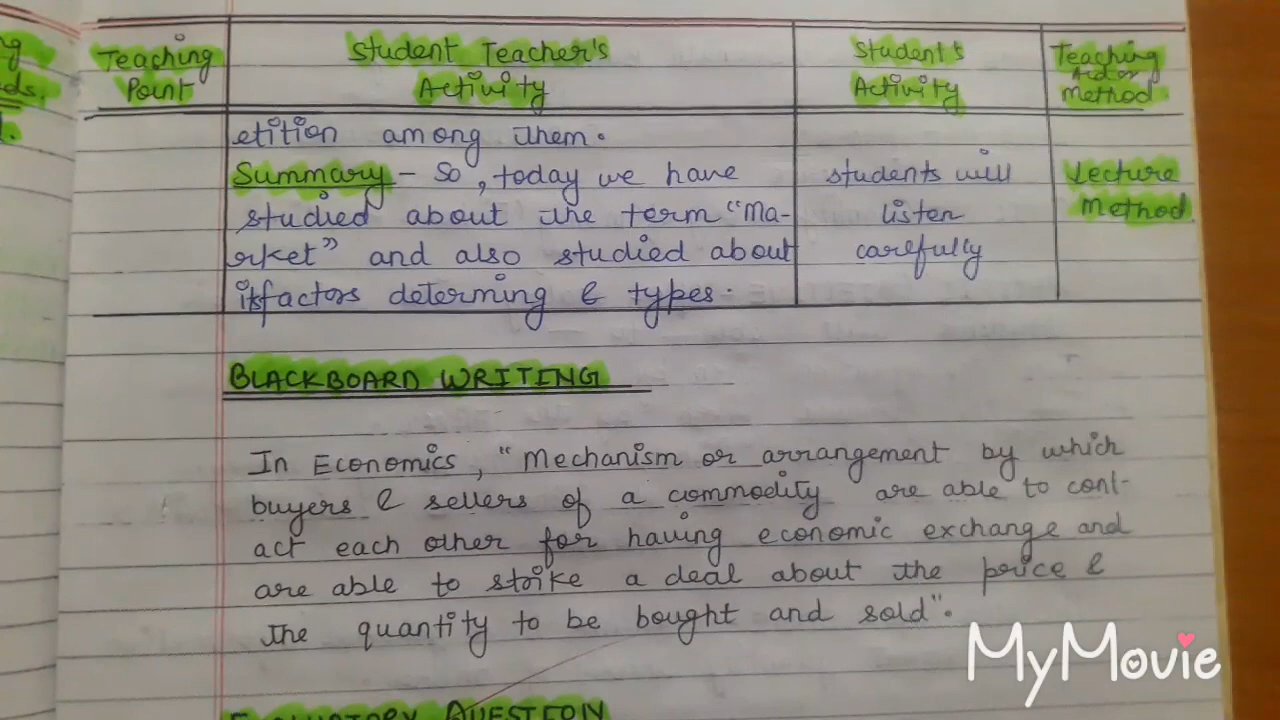 Teaching Point
Student Teacher's Activity
Student's Activity
Teaching Aid or Method
etition among them.
Summary - So, today we have
studied about the term "Ma-
rket" and also studied about
its factors determing & types.
students will
listen
carefully
Lecture
Method
BLACKBOARD WRITING
In Economics, "Mechanism or arrangement by which
buyers & sellers of a commodity are able to cont-
act each other for having economic exchange and
are able to strike a deal about the price &
the quantity to be bought and sold".
MyMovie
QUESTION